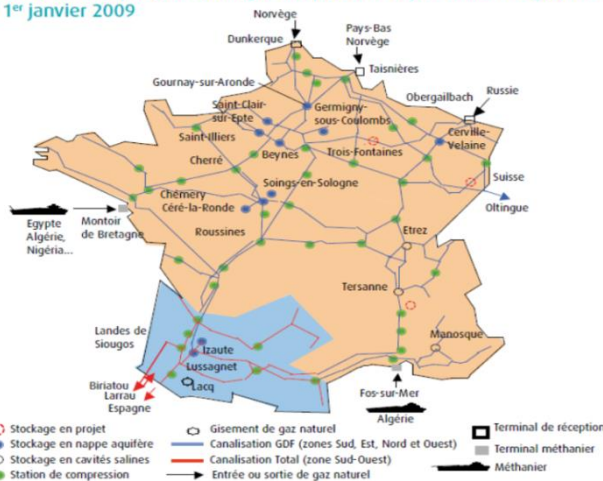 1er janvier 2009
Norvège
Dunkerque
Pays-Bas
Norvège
Taisnières
Gournay-sur-Aronde
Obergailbach
Russie
Saint-Clair-
sur-Epte
Germigny-
sous-Coulombs
Cerville-
Velaine
Saint-Illiers
Beynes
Trois-Fontaines
Cherré
Soings-en-Sologne
Suisse
Chémery
Céré-la-Ronde
Oltingue
Egypte
Algérie,
Nigéria...
Montoir
de Bretagne
Roussines
Etrez
Tersanne
Landes de
Siougos
Manosque
Izaute
Lussagnet
Lacq
Biriatou
Larrau
Espagne
Fos-sur-Mer
Algérie
Stockage en projet
Gisement de gaz naturel
Terminal de réception
Stockage en nappe aquifère
Canalisation GDF (zones Sud, Est, Nord et Ouest)
Terminal méthanier
Stockage en cavités salines
Canalisation Total (zone Sud-Ouest)
Méthanier
Station de compression
Entrée ou sortie de gaz naturel